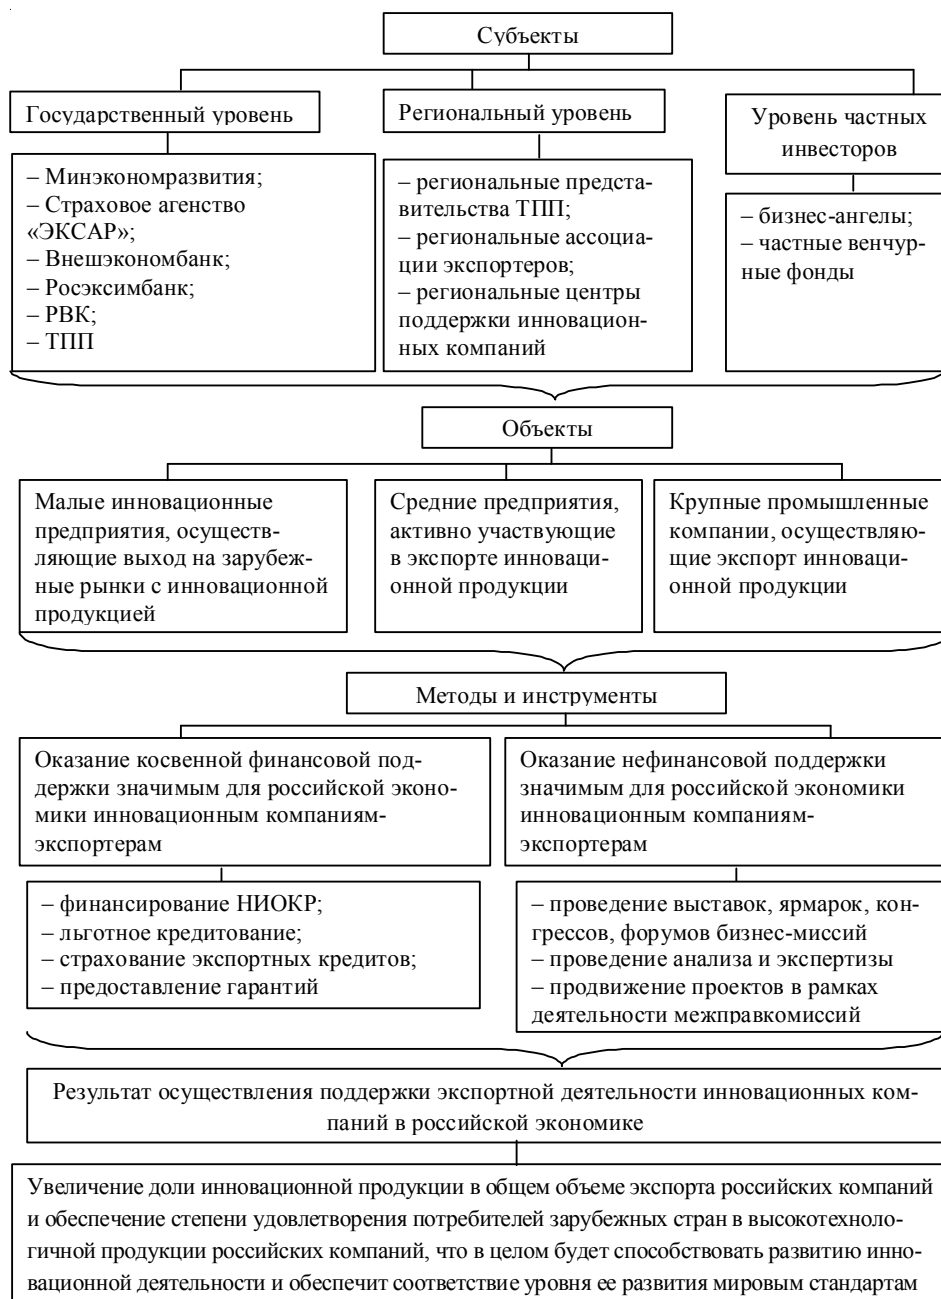 Субъекты
Государственный уровень
Региональный уровень
Уровень частных
инвесторов
– Минэкономразвития;
– Страховое агенство
«ЭКСАР»;
– Внешэкономбанк;
– Росэксимбанк;
– РВК;
– ТПП
– региональные предста-
вительства ТПП;
– региональные ассоциа-
ции экспортеров;
– региональные центры
поддержки инновацион-
ных компаний
– бизнес-ангелы;
– частные венчур-
ные фонды
Объекты
Малые инновационные
предприятия, осуществ-
ляющие выход на зарубеж-
ные рынки с инновационной
продукцией
Средние предприятия,
активно участвующие
в экспорте инноваци-
онной продукции
Крупные промышленные
компании, осуществляю-
щие экспорт инноваци-
онной продукции
Методы и инструменты
Оказание косвенной финансовой под-
держки значимым для российской эконо-
мики инновационным компаниям-
экспортерам
Оказание нефинансовой поддержки
значимым для российской экономики
инновационным компаниям-
экспортерам
– финансирование НИОКР;
– льготное кредитование;
– страхование экспортных кредитов;
– предоставление гарантий
– проведение выставок, ярмарок, кон-
грессов, форумов бизнес-миссий
– проведение анализа и экспертизы
– продвижение проектов в рамках
деятельности межправкомиссий
Результат осуществления поддержки экспортной деятельности инновационных ком-
паний в российской экономике
Увеличение доли инновационной продукции в общем объеме экспорта российских компаний
и обеспечение степени удовлетворения потребителей зарубежных стран в высокотехноло-
гичной продукции российских компаний, что в целом будет способствовать развитию инно-
вационной деятельности и обеспечит соответствие уровня ее развития мировым стандартам